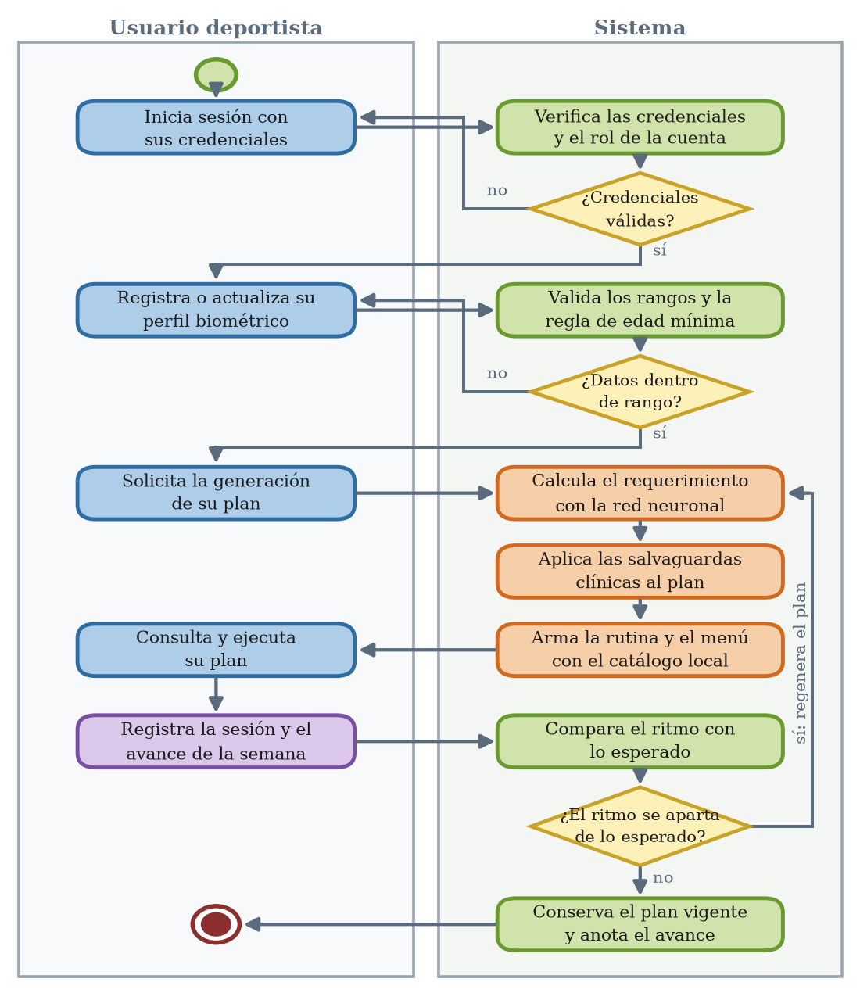 Usuario deportista
Sistema
Inicia sesión con
sus credenciales
Verifica las credenciales
y el rol de la cuenta
¿Credenciales
válidas?
no
sí
Registra o actualiza su
perfil biométrico
Valida los rangos y la
regla de edad mínima
¿Datos dentro
de rango?
no
sí
Solicita la generación
de su plan
Calcula el requerimiento
con la red neuronal
Aplica las salvaguardas
clínicas al plan
Arma la rutina y el menú
con el catálogo local
Consulta y ejecuta
su plan
Registra la sesión y el
avance de la semana
Compara el ritmo con
lo esperado
¿El ritmo se aparta
de lo esperado?
sí: regenera el plan
no
Conserva el plan vigente
y anota el avance